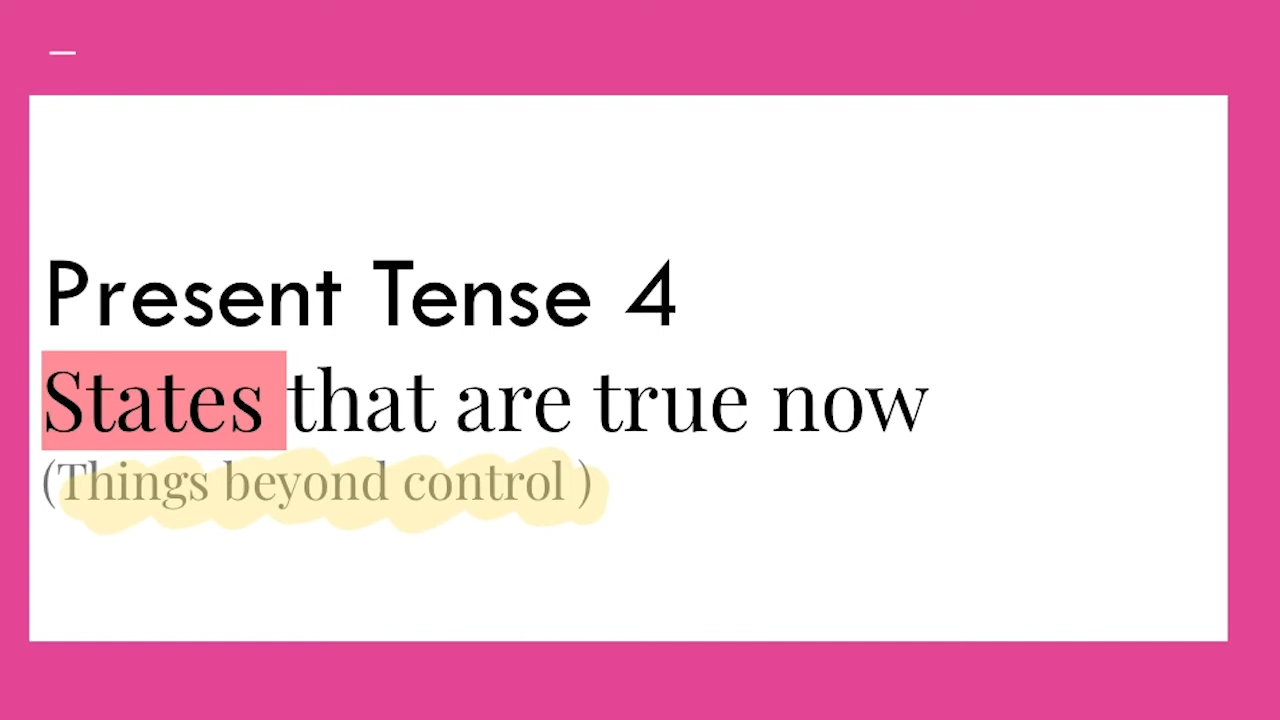 Present Tense 4
States that are true now
(Things beyond control )